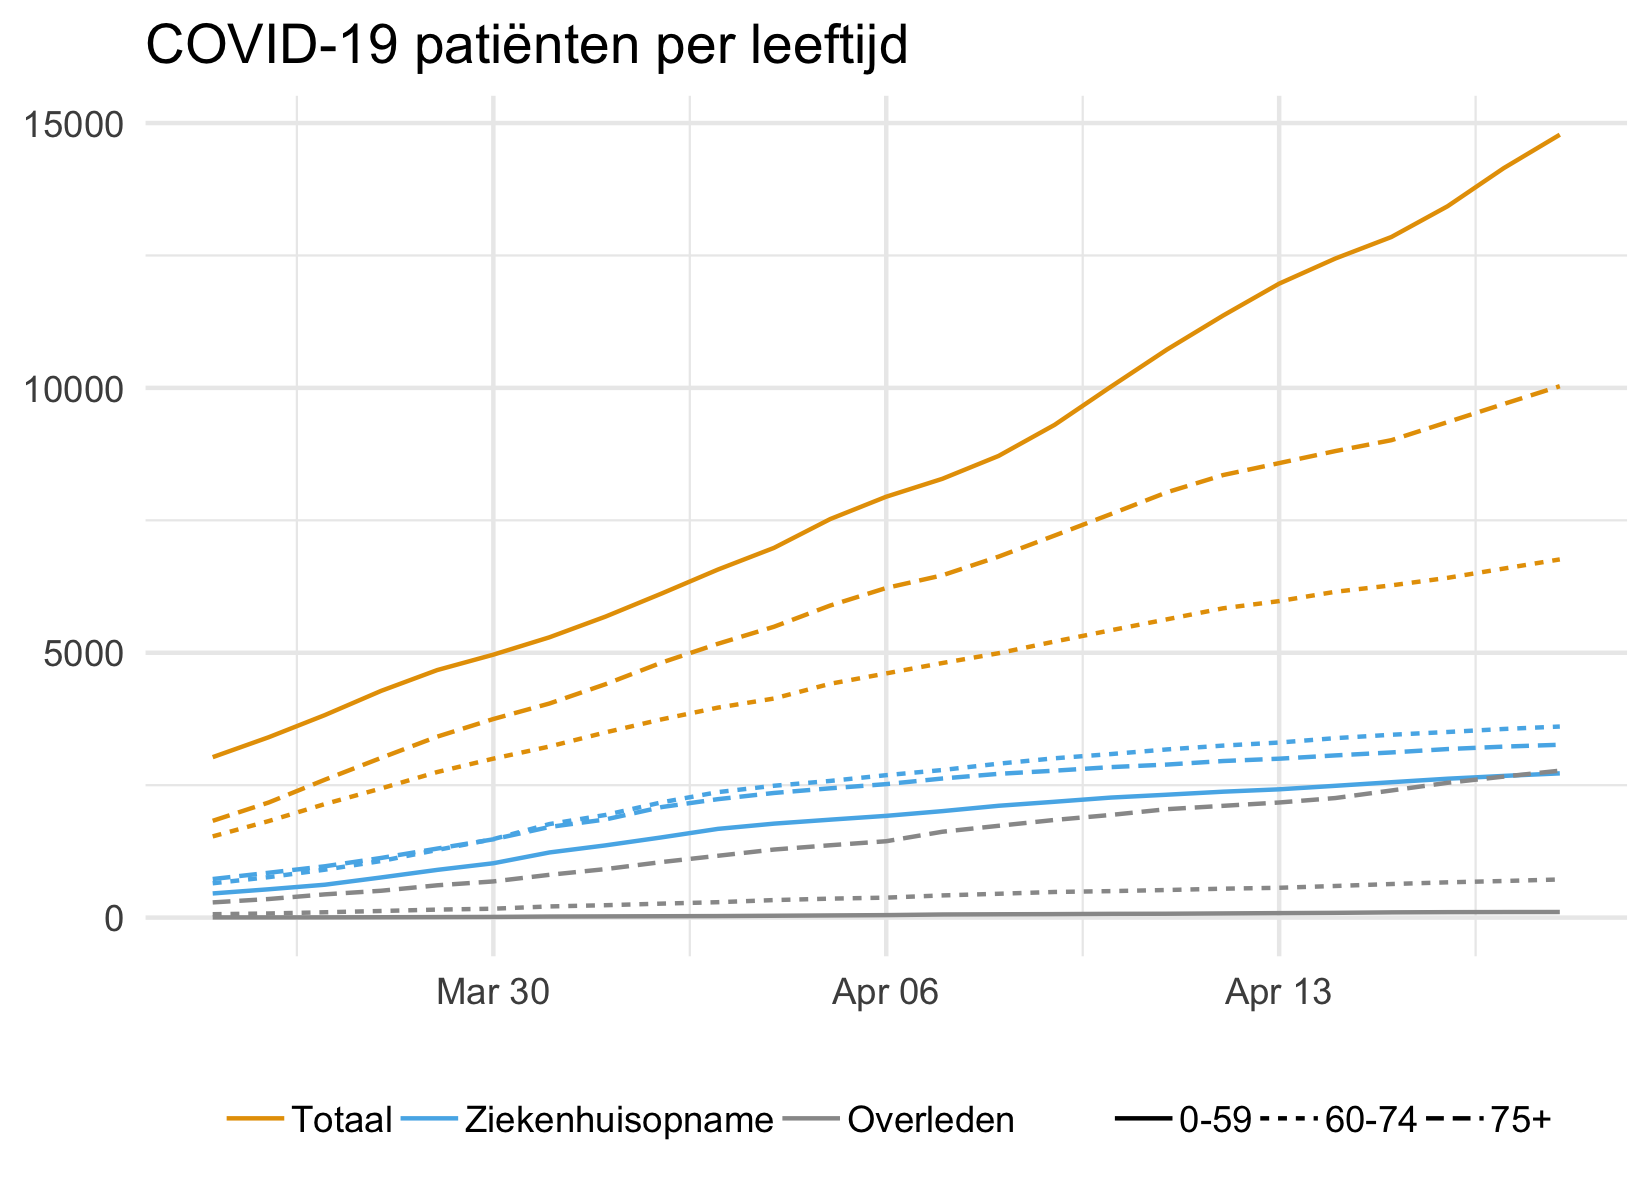 COVID-19 patiënten per leeftijd
15000
10000
5000
0
Mar 30 Apr 06 Apr 13
Totaal Ziekenhuisopname Overleden 0-59 60-74 75+